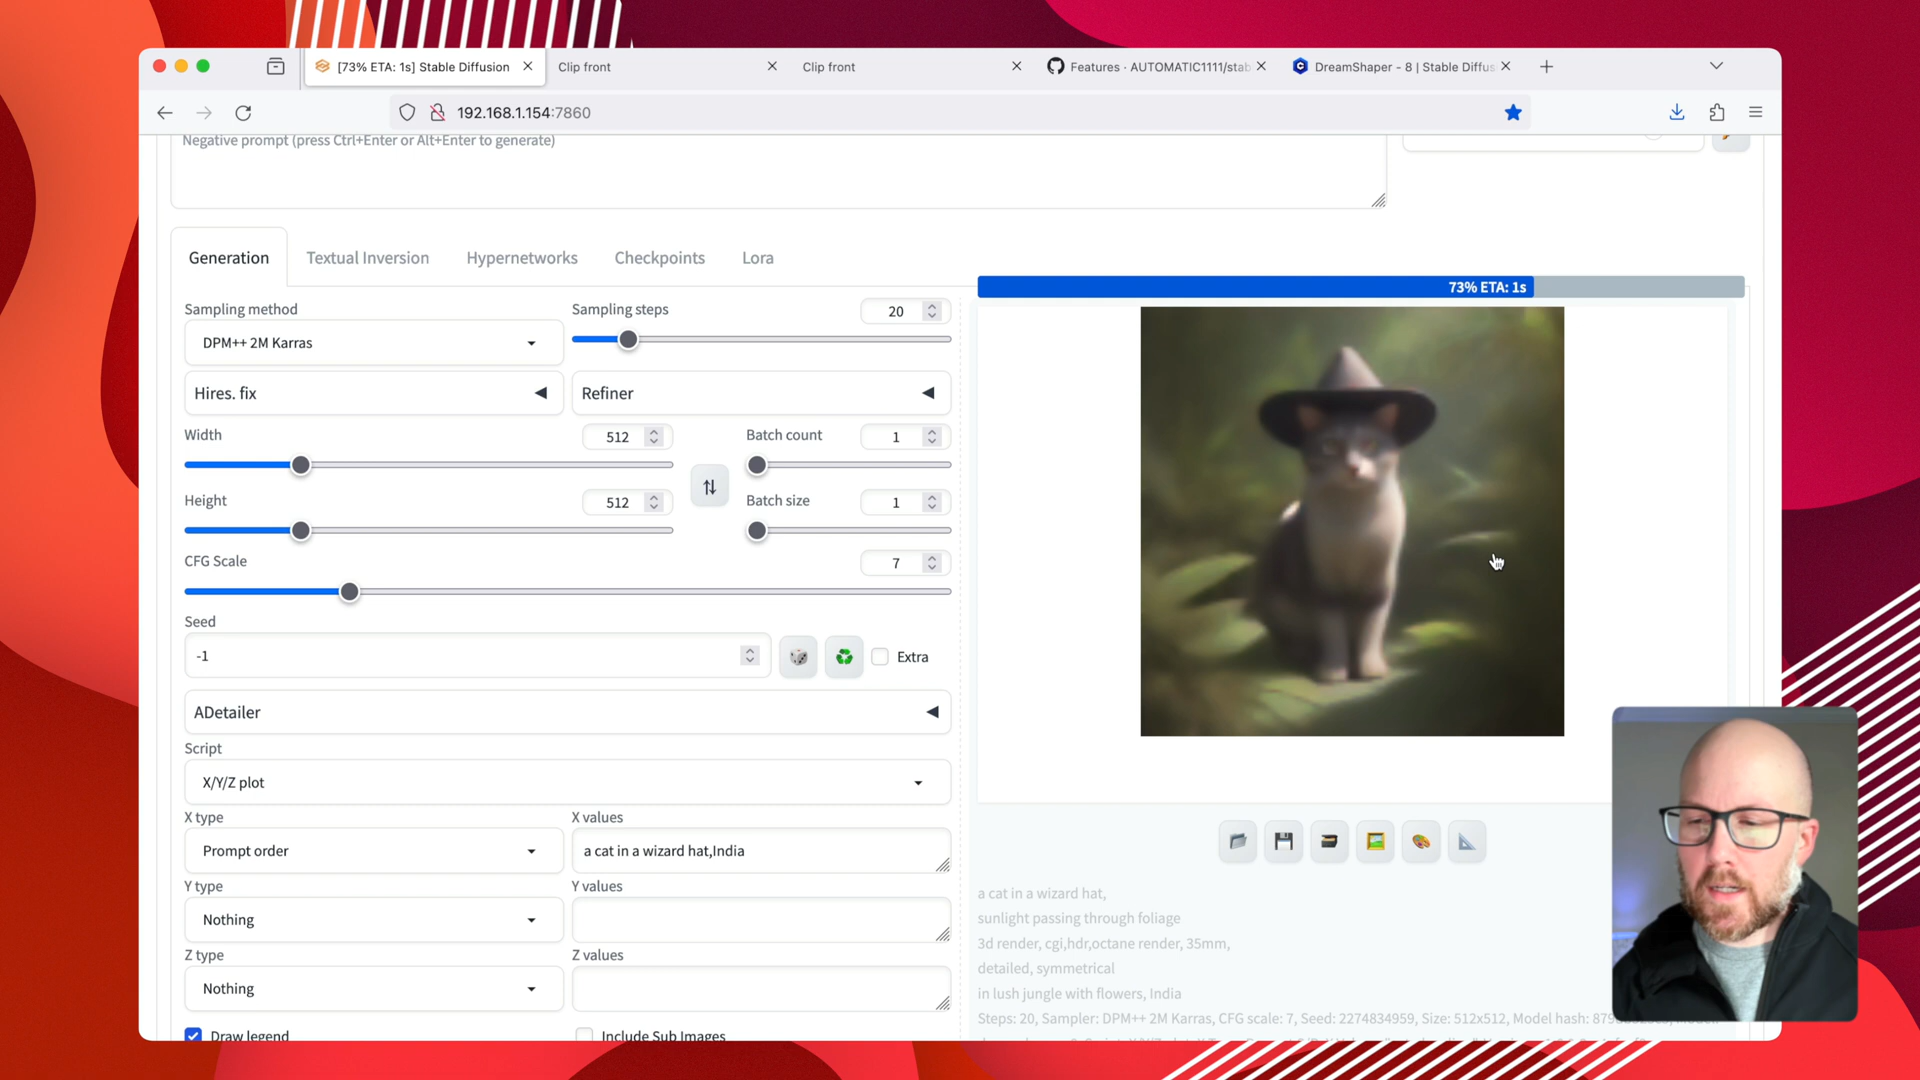 [73% ETA: 1s] Stable Diffusion
Clip front
Clip front
Features · AUTOMATIC1111/stab
DreamShaper - 8 | Stable Diffus
192.168.1.154:7860
Negative prompt (press Ctrl+Enter or Alt+Enter to generate)
Generation
Textual Inversion
Hypernetworks
Checkpoints
Lora
73% ETA: 1s
Sampling method
Sampling steps
20
DPM++ 2M Karras
Hires. fix
Refiner
Width
512
Batch count
1
Height
512
Batch size
1
CFG Scale
7
Seed
-1
Extra
ADetailer
Script
X/Y/Z plot
X type
X values
Prompt order
a cat in a wizard hat,India
Y type
Y values
Nothing
Z type
Z values
Nothing
Draw legend
Include Sub Images
a cat in a wizard hat,
sunlight passing through foliage
3d render, cgi,hdr,octane render, 35mm,
detailed, symmetrical
in lush jungle with flowers, India
Steps: 20, Sampler: DPM++ 2M Karras, CFG scale: 7, Seed: 2274834959, Size: 512x512, Model hash: